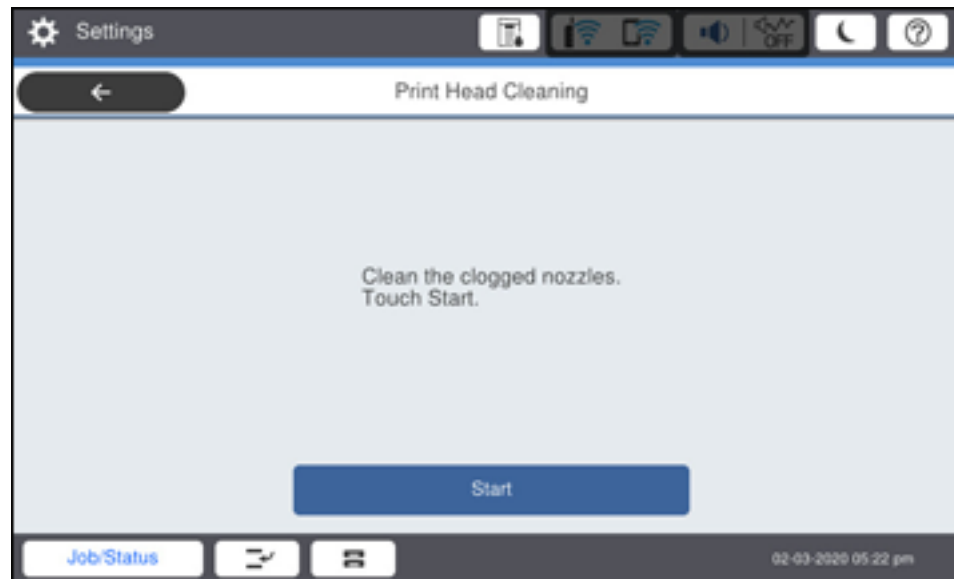 Settings
OFF
Print Head Cleaning
Clean the clogged nozzles.
Touch Start.
Start
Job/Status
02-03-2020 05:22 pm